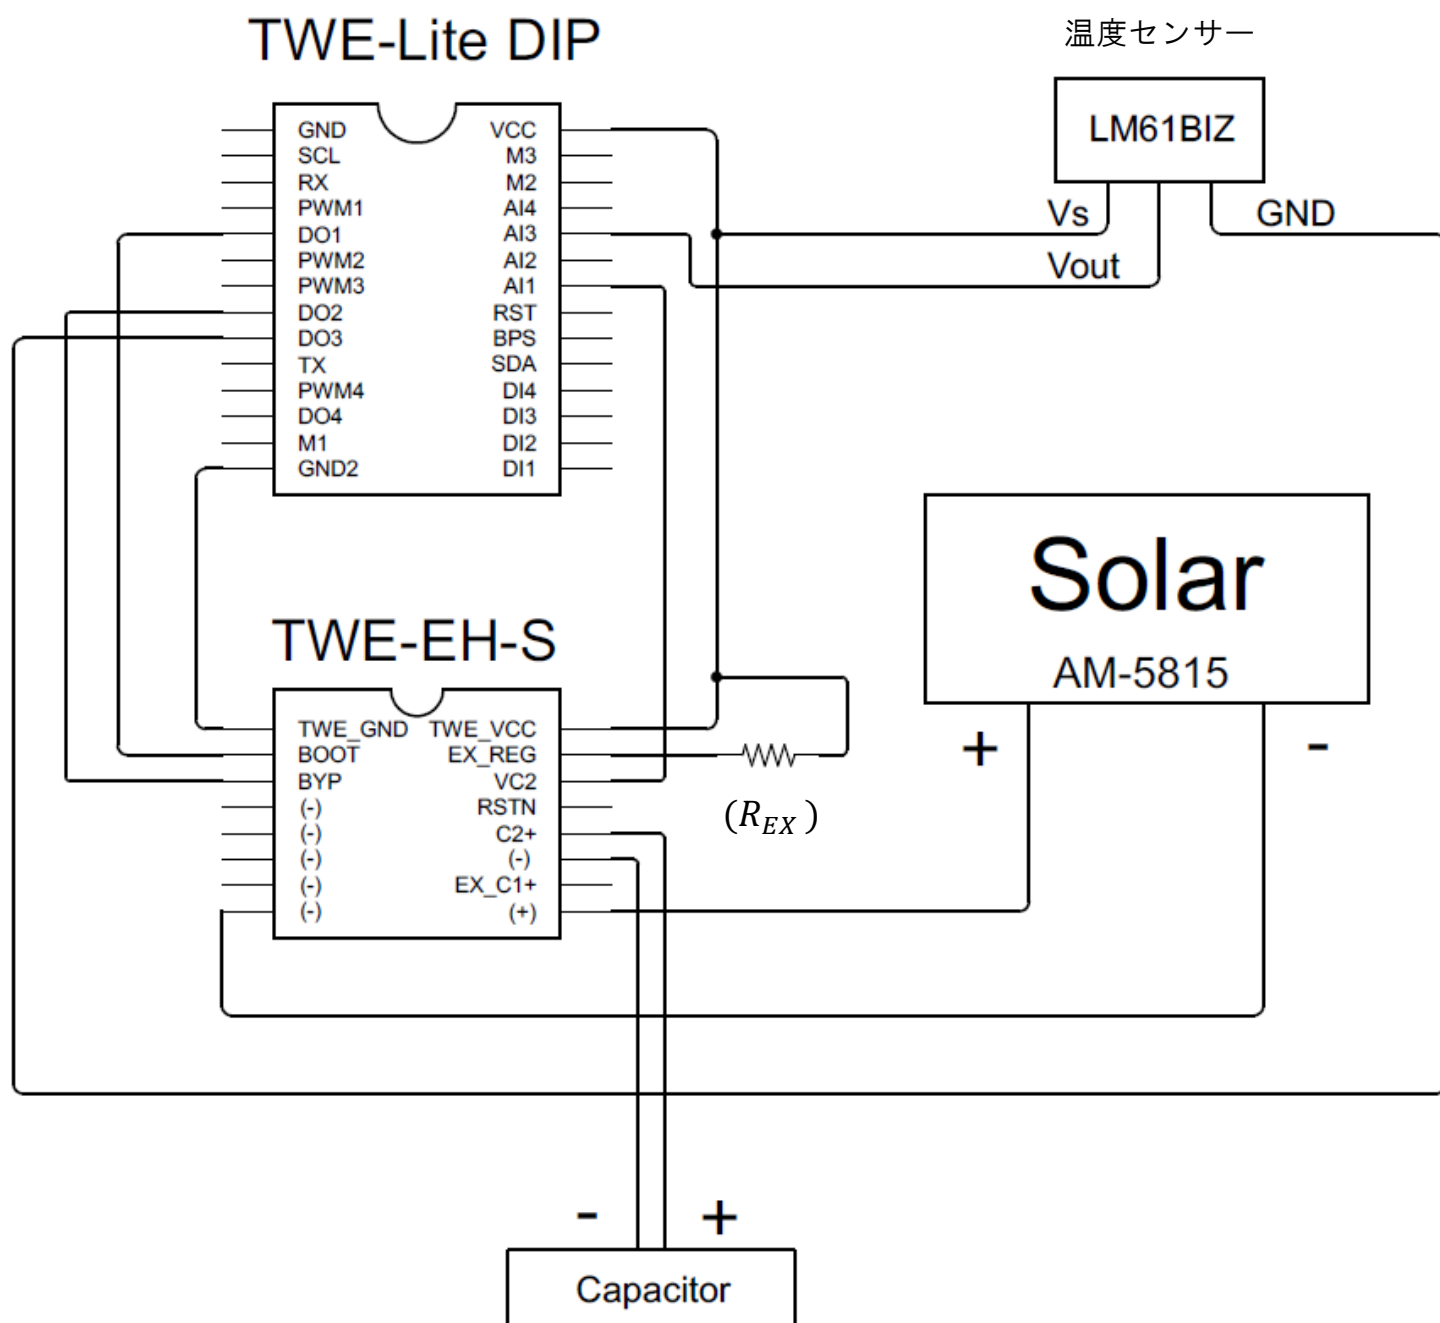 TWE-Lite DIP
温度センサー
LM61BIZ
Vs
GND
Vout
GND VCC
SCL M3
RX M2
PWM1 AI4
DO1 AI3
PWM2 AI2
PWM3 AI1
DO2 RST
DO3 BPS
TX SDA
PWM4 DI4
DO4 DI3
M1 DI2
GND2 DI1
Solar
AM-5815
+ -
TWE-EH-S
TWE_GND TWE_VCC
BOOT EX_REG
BYP VC2
(-) RSTN
(-) C2+
(-) (-)
(-) EX_C1+
(-) (+)
(R_EX)
- +
Capacitor